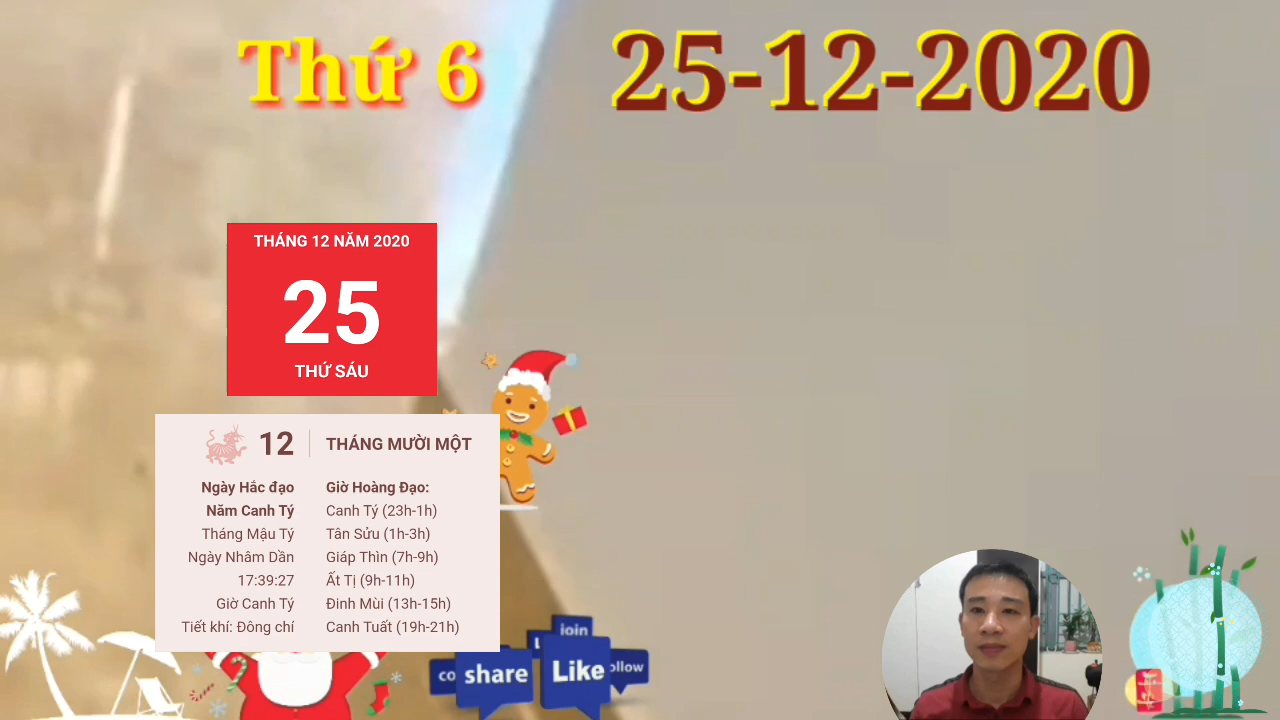 Thứ 6 25-12-2020
THÁNG 12 NĂM 2020
25
THỨ SÁU
12 THÁNG MƯỜI MỘT
Ngày Hắc đạo
Năm Canh Tý
Tháng Mậu Tý
Ngày Nhâm Dần
17:39:27
Giờ Canh Tý
Tiết khí: Đông chí
Giờ Hoàng Đạo:
Canh Tý (23h-1h)
Tân Sửu (1h-3h)
Giáp Thìn (7h-9h)
Ất Tị (9h-11h)
Đinh Mùi (13h-15h)
Canh Tuất (19h-21h)
join
share
Like
ollow
co